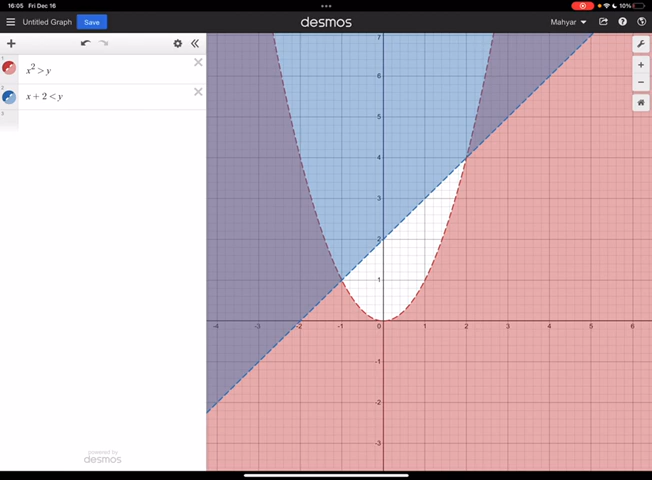 16:05 Fri Dec 16
10%
Untitled Graph
Save
desmos
Mahyar
1
x² > y
2
x + 2 < y
3
powered by
desmos
7
6
5
4
3
2
1
-4 -3 -2 -1 0 1 2 3 4 5 6
-1
-2
-3